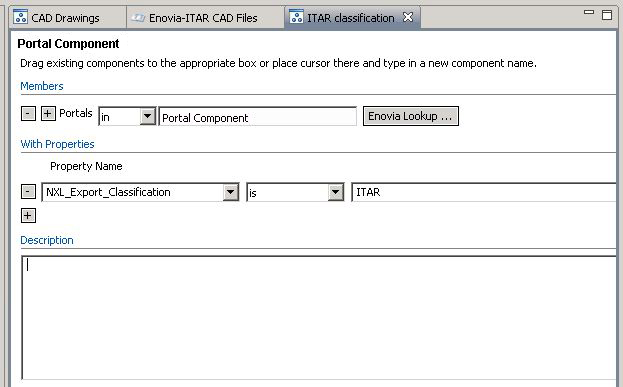 CAD Drawings Enovia-ITAR CAD Files ITAR classification
Portal Component
Drag existing components to the appropriate box or place cursor there and type in a new component name.
Members
- + Portals in Portal Component Enovia Lookup ...
With Properties
Property Name
- NXL_Export_Classification is ITAR
+
Description